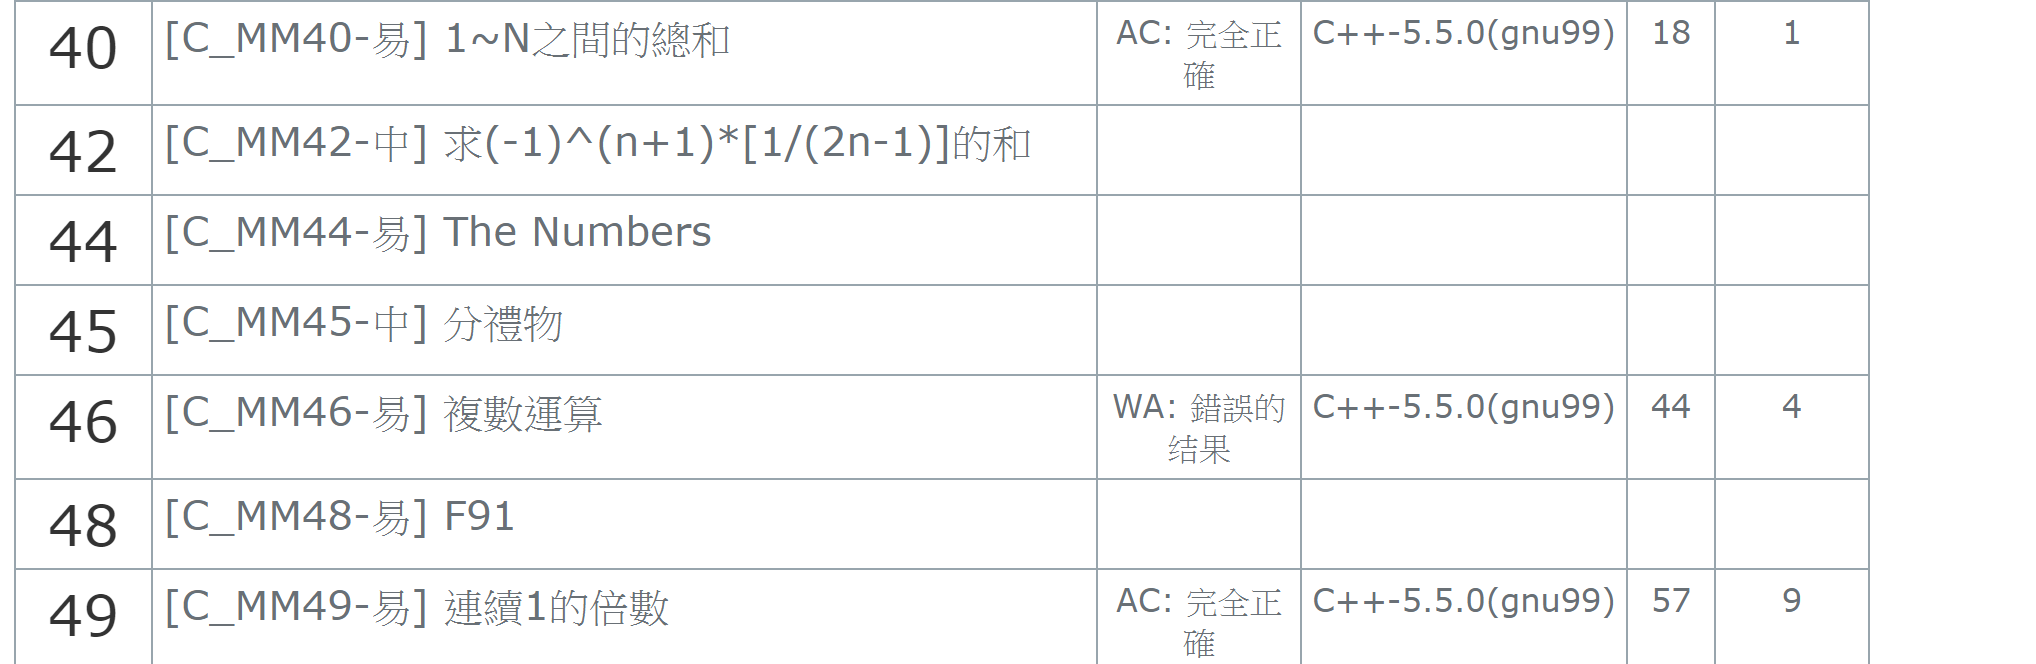 40 [C_MM40-易] 1~N之間的總和 AC: 完全正 C++-5.5.0(gnu99) 18 1
確
42 [C_MM42-中] 求(-1)^(n+1)*[1/(2n-1)]的和
44 [C_MM44-易] The Numbers
45 [C_MM45-中] 分禮物
46 [C_MM46-易] 複數運算 WA: 錯誤的 C++-5.5.0(gnu99) 44 4
结果
48 [C_MM48-易] F91
49 [C_MM49-易] 連續1的倍數 AC: 完全正 C++-5.5.0(gnu99) 57 9
確